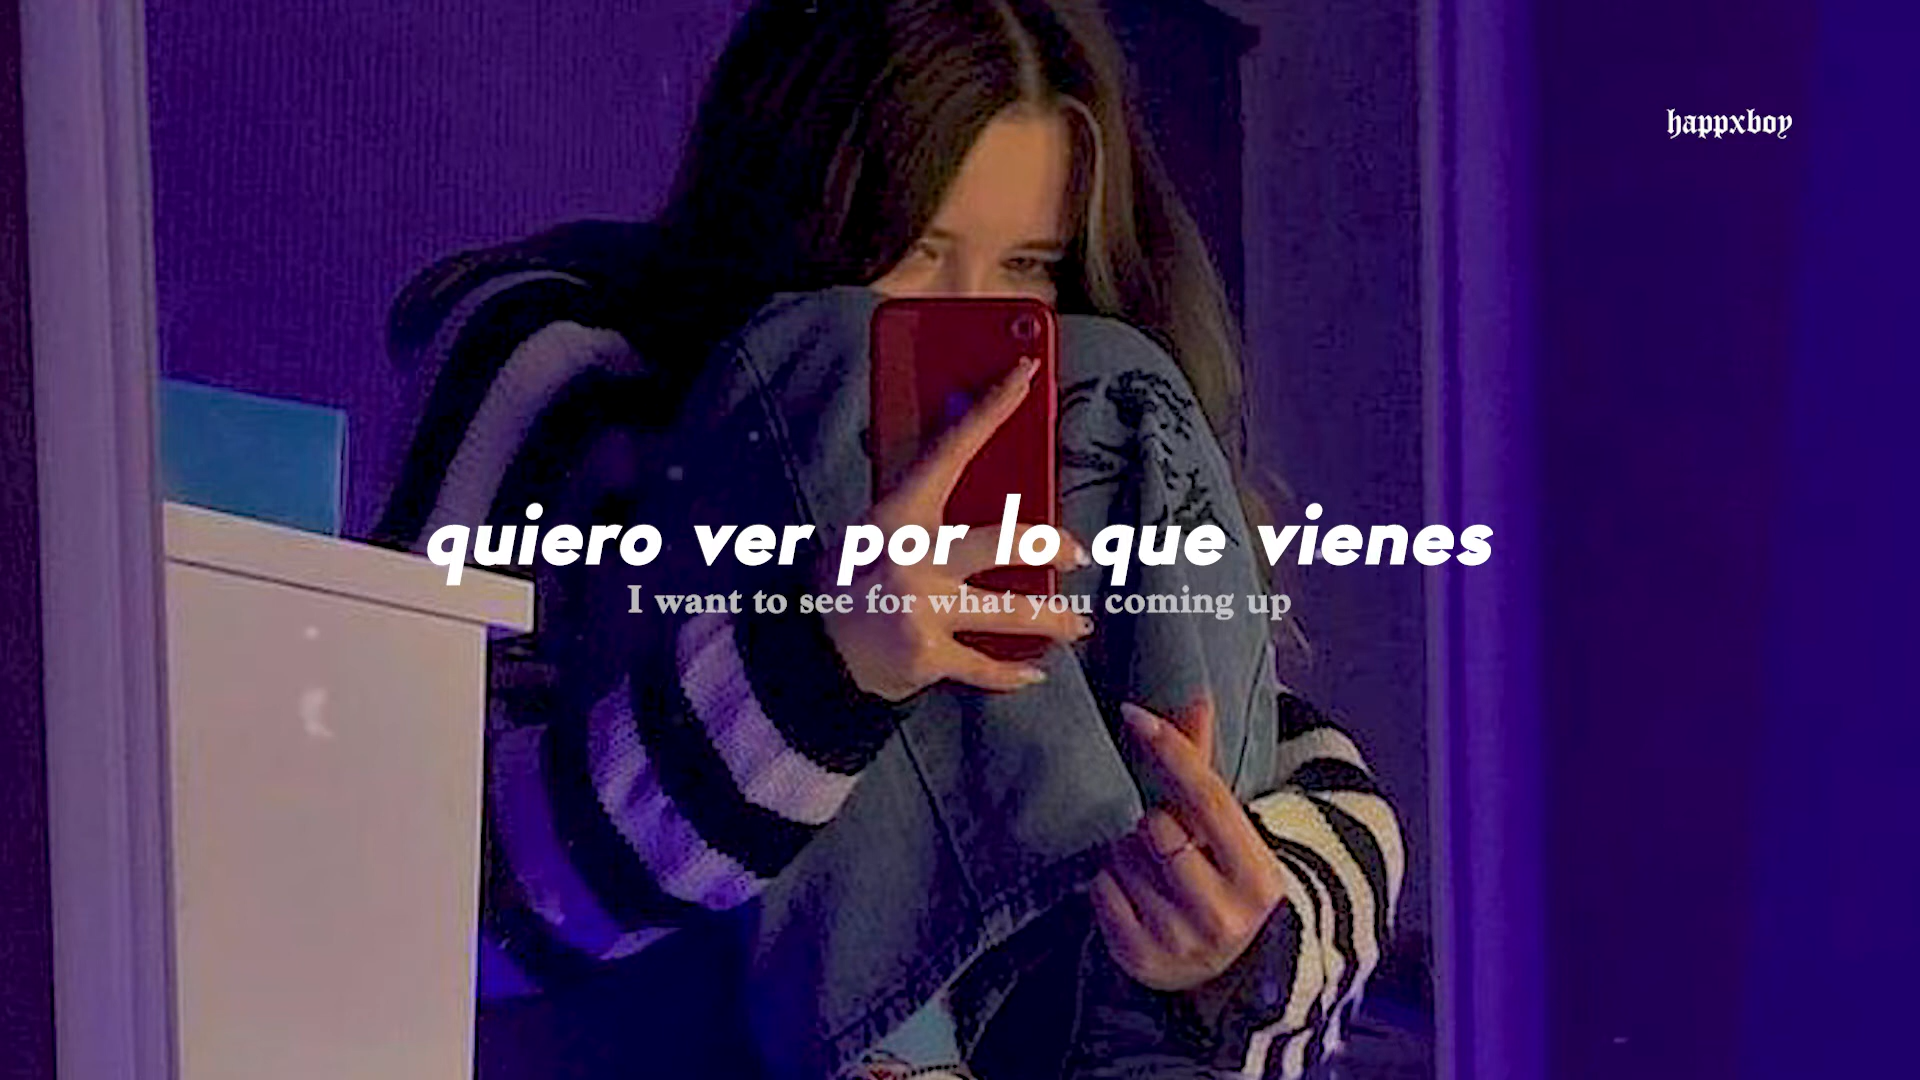 happxboy
quiero ver por lo que vienes
I want to see for what you coming up